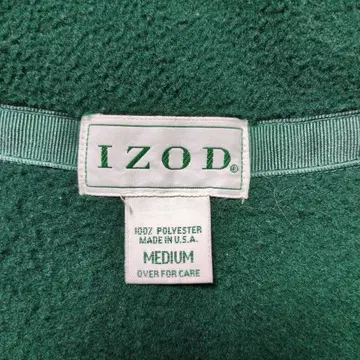 IZOD®
100% POLYESTER
MADE IN U.S.A.
MEDIUM
OVER FOR CARE